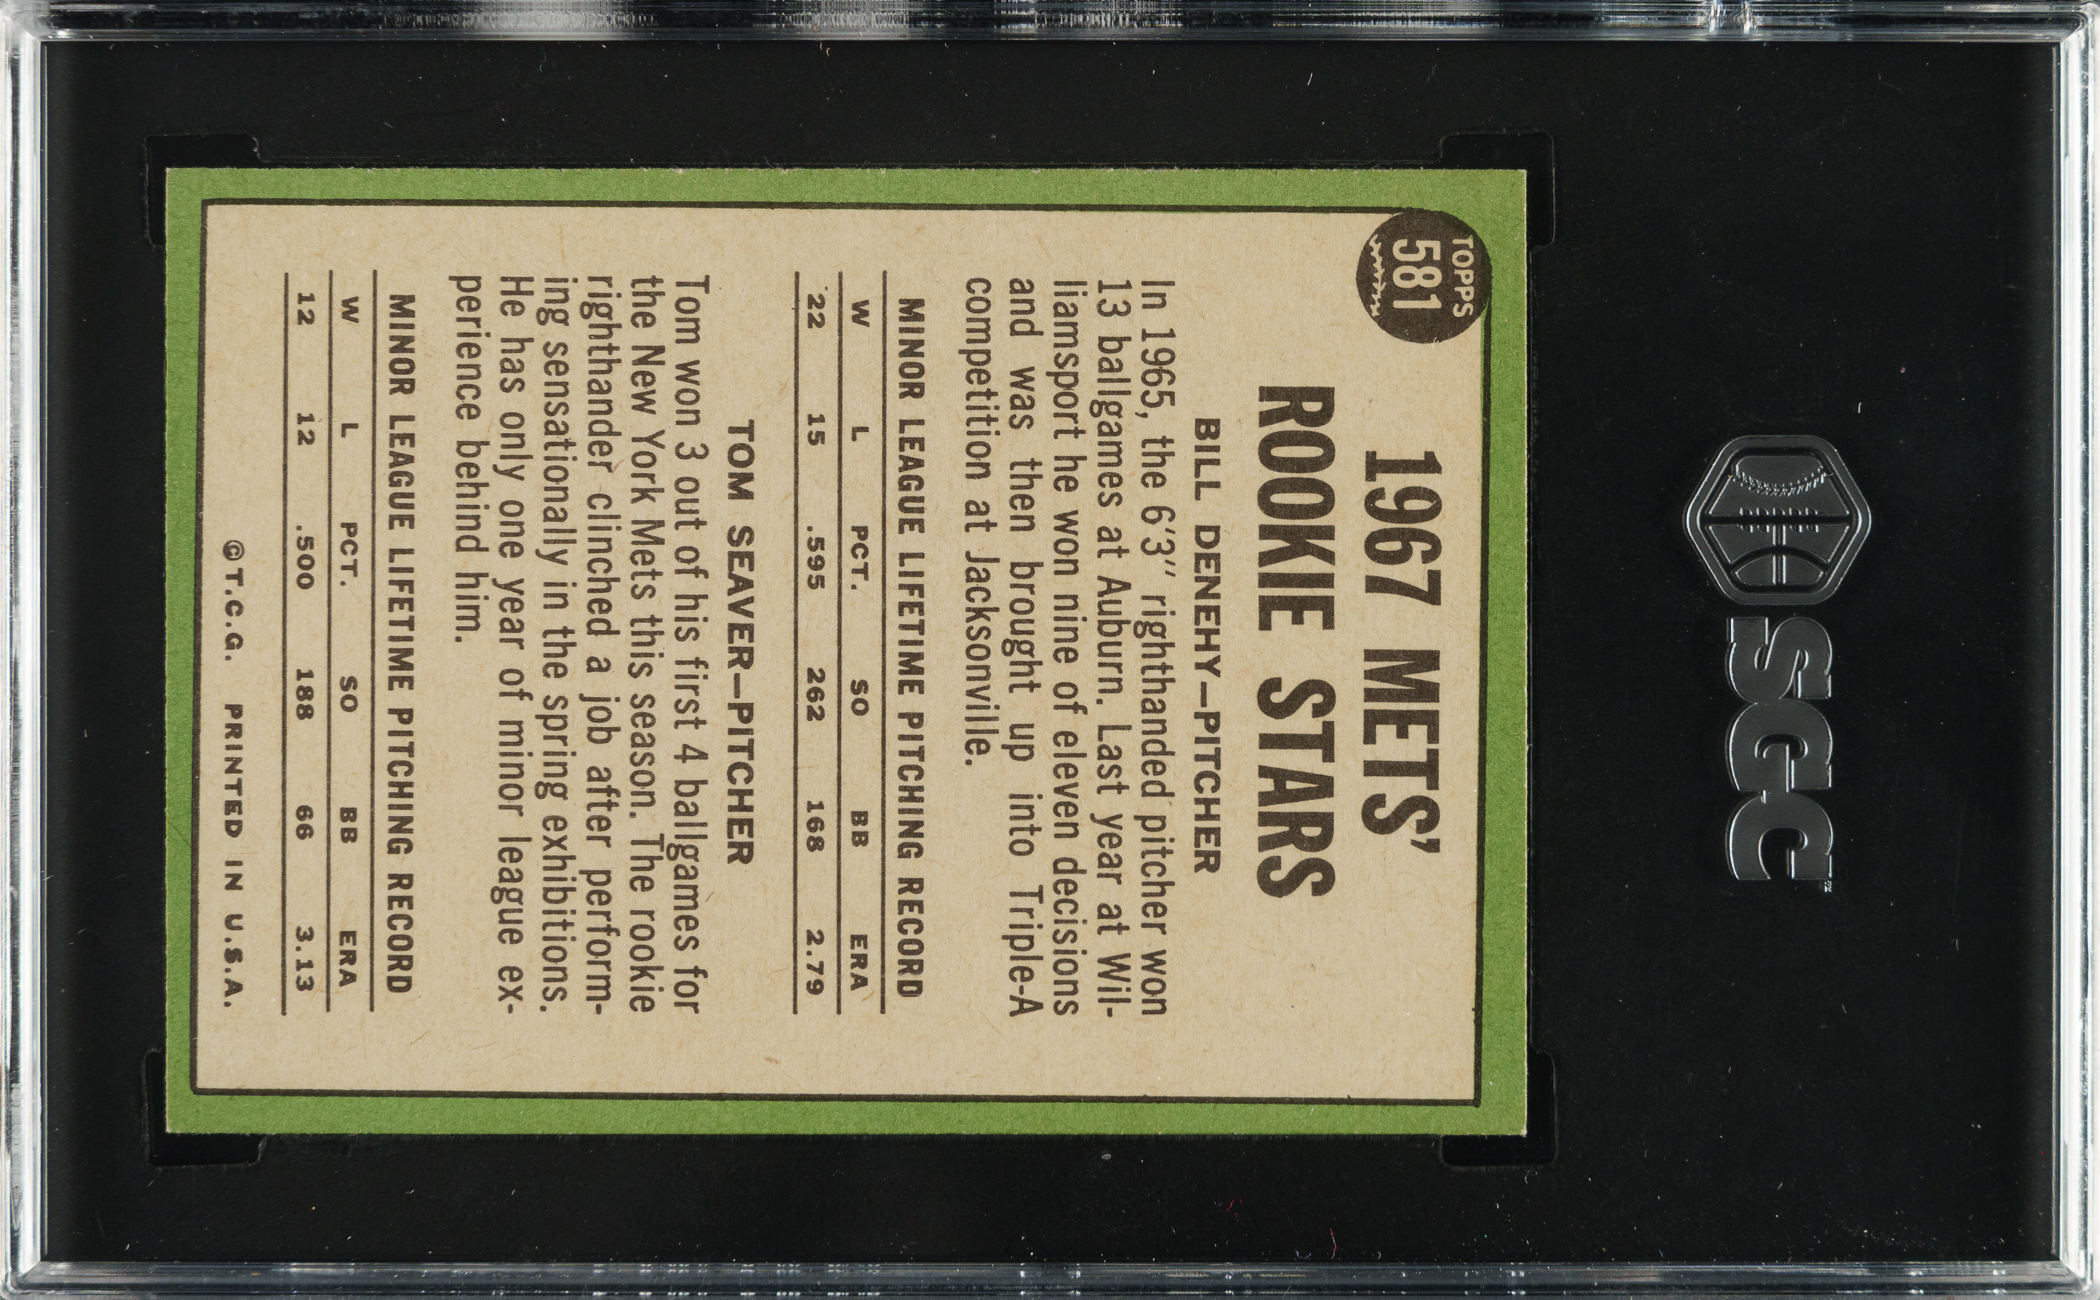 TOPPS
581
1967 METS'
ROOKIE STARS
BILL DENEHY—PITCHER
In 1965, the 6'3" righthanded pitcher won
13 ballgames at Auburn. Last year at Wil-
liamsport he won nine of eleven decisions
and was then brought up into Triple-A
competition at Jacksonville.
MINOR LEAGUE LIFETIME PITCHING RECORD
W L PCT. SO BB ERA
22 15 .595 262 168 2.79
TOM SEAVER—PITCHER
Tom won 3 out of his first 4 ballgames for
the New York Mets this season. The rookie
righthander clinched a job after perform-
ing sensationally in the spring exhibitions.
He has only one year of minor league ex-
perience behind him.
MINOR LEAGUE LIFETIME PITCHING RECORD
W L PCT. SO BB ERA
12 12 .500 188 66 3.13
©T.C.G. PRINTED IN U.S.A.
SGC™